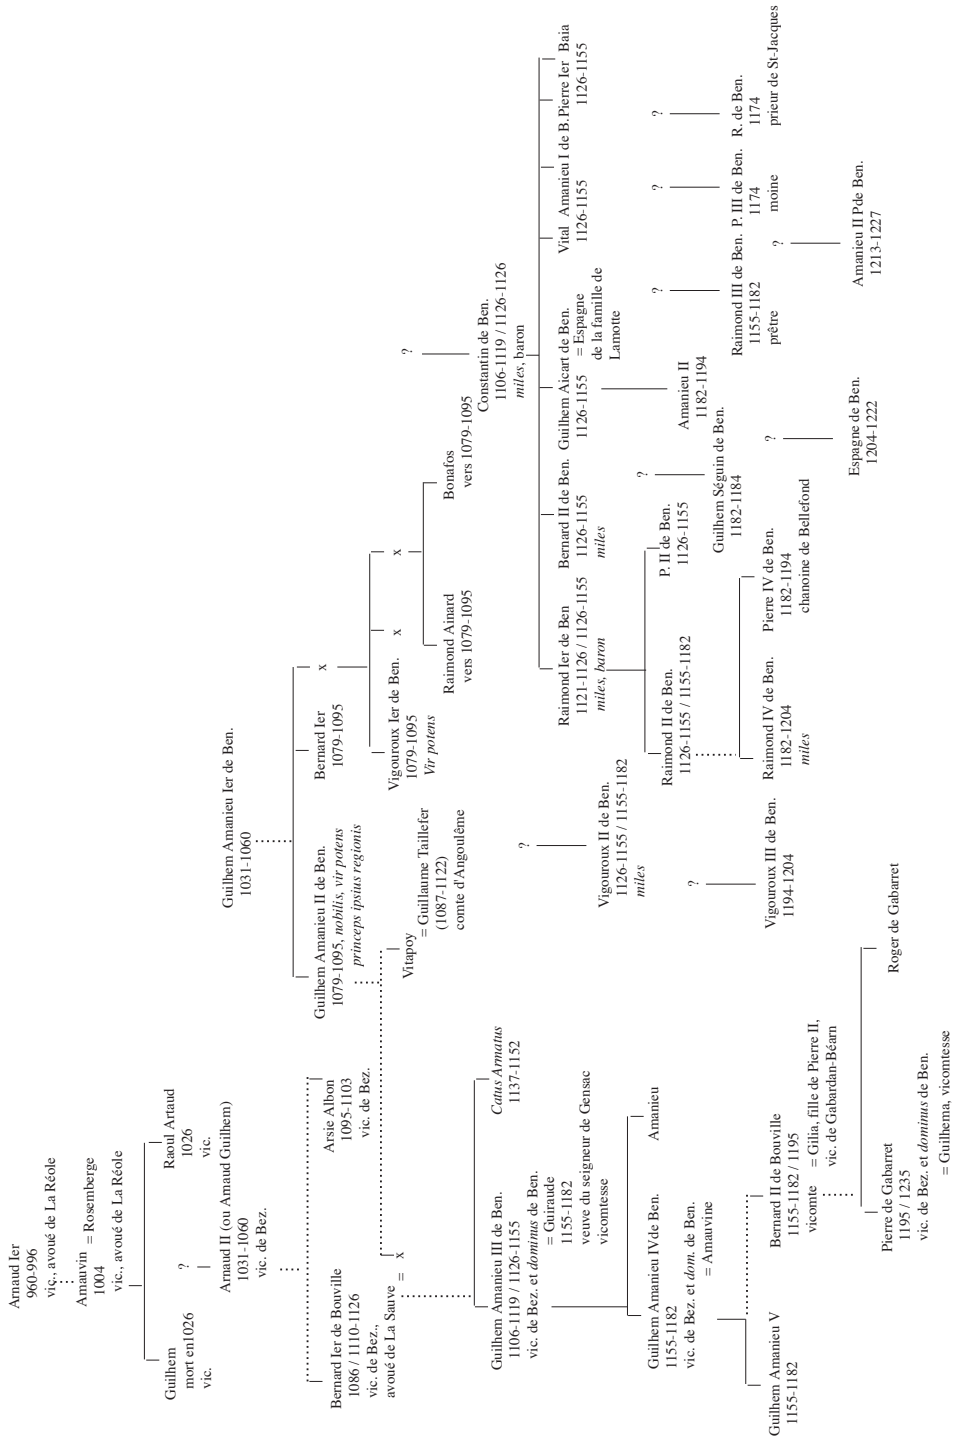 Arnaud Ier
960-996
vic., avoué de La Réole
Amauvin = Rosemberge
1004
vic., avoué de La Réole
Guilhem
mort en1026
vic.
?
Raoul Artaud
1026
vic.
Arnaud II (ou Arnaud Guilhem)
1031-1060
vic. de Bez.
Guilhem Amanieu Ier de Ben.
1031-1060
Bernard Ier de Bouville
1086 / 1110-1126
vic. de Bez.,
avoué de La Sauve
= x
Arsie Albon
1095-1103
vic. de Bez.
Guilhem Amanieu II de Ben.
1079-1095, nobilis, vir potens
princeps ipsius regionis
Bernard Ier
1079-1095
x
Vitapoy
= Guillaume Taillefer
(1087-1122)
comte d'Angoulême
Vigouroux Ier de Ben.
1079-1095
Vir potens
x
x
Raimond Ainard
vers 1079-1095
Bonafos
vers 1079-1095
?
Constantin de Ben.
1106-1119 / 1126-1126
miles, baron
Guilhem Amanieu III de Ben.
1106-1119 / 1126-1155
vic. de Bez. et dominus de Ben.
= Guiraude
1155-1182
veuve du seigneur de Gensac
vicomtesse
Catus Armatus
1137-1152
?
Vigouroux II de Ben.
1126-1155 / 1155-1182
miles
Raimond Ier de Ben
1121-1126 / 1126-1155
miles, baron
Bernard II de Ben.
1126-1155
miles
Guilhem Aicart de Ben.
1126-1155
= Espagne
de la famille de
Lamotte
Vital
1126-1155
Amanieu I de B.
1126-1155
Pierre Ier
1126-1155
Baia
Guilhem Amanieu IV de Ben.
1155-1182
vic. de Bez. et dom. de Ben.
= Amauvine
Amanieu
Raimond II de Ben.
1126-1155 / 1155-1182
P. II de Ben.
1126-1155
Amanieu II
1182-1194
?
Guilhem Séguin de Ben.
1182-1184
?
Raimond III de Ben.
1155-1182
prêtre
?
P. III de Ben.
1174
moine
?
R. de Ben.
1174
prieur de St-Jacques
Guilhem Amanieu V
1155-1182
Bernard II de Bouville
1155-1182 / 1195
vicomte
= Gilia, fille de Pierre II,
vic. de Gabardan-Béarn
?
Vigouroux III de Ben.
1194-1204
Raimond IV de Ben.
1182-1204
miles
Pierre IV de Ben.
1182-1194
chanoine de Bellefond
?
Espagne de Ben.
1204-1222
?
Amanieu II Pde Ben.
1213-1227
Pierre de Gabarret
1195 / 1235
vic. de Bez. et dominus de Ben.
= Guilhema, vicomtesse
Roger de Gabarret